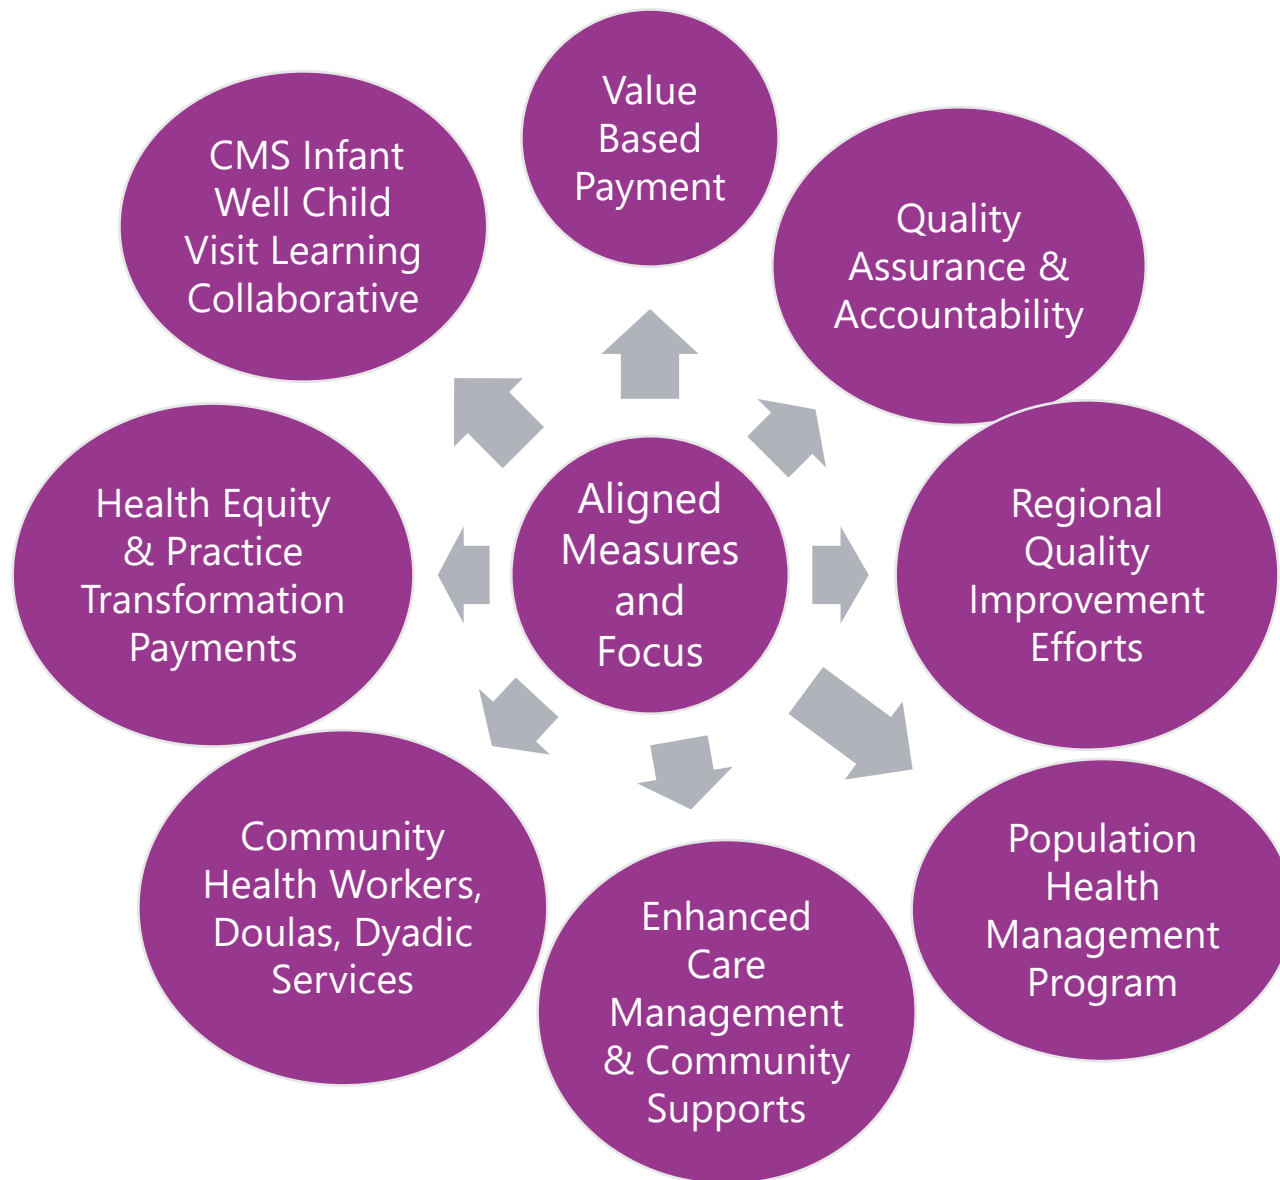 Value
Based
Payment
Quality
Assurance &
Accountability
Regional
Quality
Improvement
Efforts
Population
Health
Management
Program
Enhanced
Care
Management
& Community
Supports
Community
Health Workers,
Doulas, Dyadic
Services
Health Equity
& Practice
Transformation
Payments
CMS Infant
Well Child
Visit Learning
Collaborative
Aligned
Measures
and
Focus